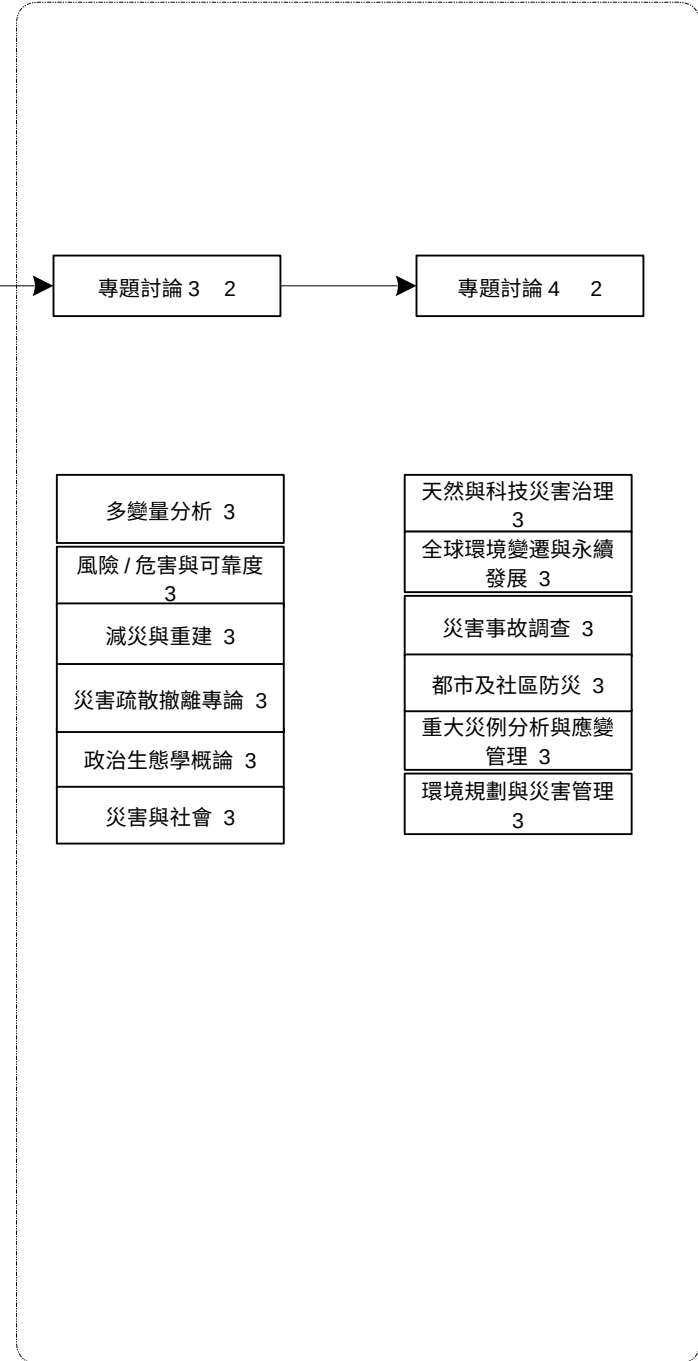 專題討論 3 2
專題討論 4 2
多變量分析 3
風險 / 危害與可靠度
3
減災與重建 3
災害疏散撤離專論 3
政治生態學概論 3
災害與社會 3
天然與科技災害治理
3
全球環境變遷與永續
發展 3
災害事故調查 3
都市及社區防災 3
重大災例分析與應變
管理 3
環境規劃與災害管理
3